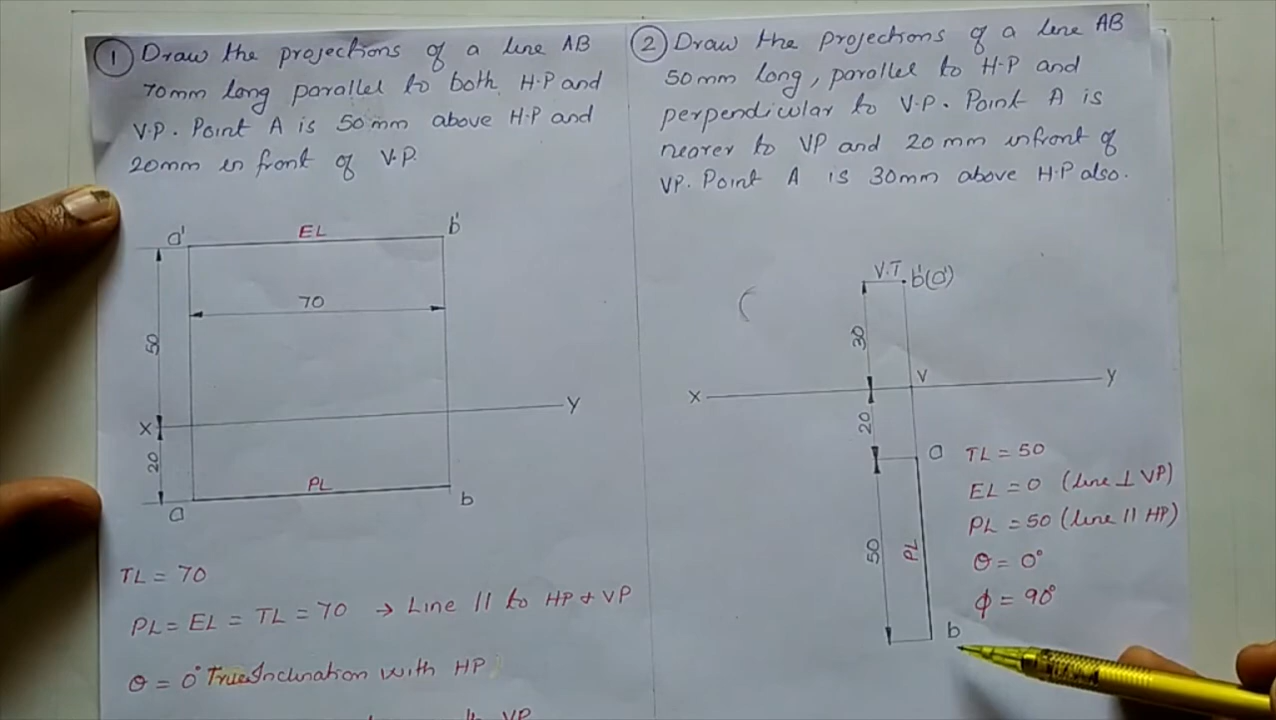 ① Draw the projections of a line AB
70mm long parallel to both H.P and
V.P. Point A is 50mm above H.P and
20mm in front of V.P.
a' EL b'
70
50
X Y
20
PL
a b
TL = 70
PL = EL = TL = 70 → Line || to HP & VP
θ = 0° True Inclination with HP
VP
② Draw the projections of a line AB
50mm long, parallel to H.P and
perpendicular to V.P. Point A is
nearer to VP and 20mm infront of
VP. Point A is 30mm above H.P also.
V.T b'(a')
30
X V Y
20
a
50
PL
b
TL = 50
EL = 0 (line ⊥ VP)
PL = 50 (line || HP)
θ = 0°
ϕ = 90°